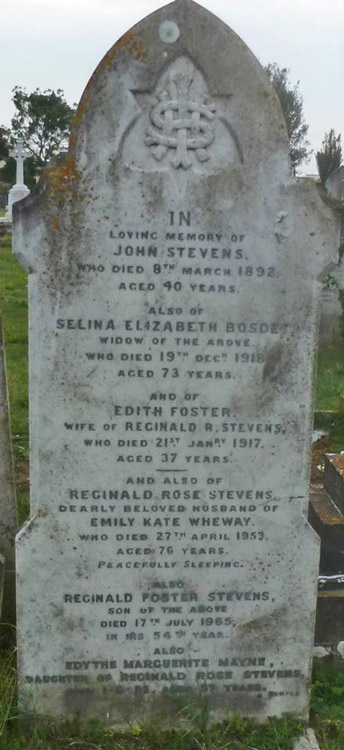 IN
LOVING MEMORY OF
JOHN STEVENS.
WHO DIED 8TH MARCH 1892.
AGED 40 YEARS.
ALSO OF
SELINA ELIZABETH BOSDET
WIDOW OF THE ABOVE.
WHO DIED 19TH DECR 1918
AGED 73 YEARS.
AND OF
EDITH FOSTER.
WIFE OF REGINALD R. STEVENS,
WHO DIED 21ST JANRY 1917.
AGED 37 YEARS.
AND ALSO OF
REGINALD ROSE STEVENS
DEARLY BELOVED HUSBAND OF
EMILY KATE WHEWAY.
WHO DIED 27TH APRIL 1953.
AGED 76 YEARS.
PEACEFULLY SLEEPING.
ALSO
REGINALD FOSTER STEVENS,
SON OF THE ABOVE
DIED 17TH JULY 1965,
IN HIS 54TH YEAR.
ALSO
EDYTHE MARGUERITE MAYNE,
DAUGHTER OF REGINALD ROSE STEVENS,
AGED 87 YEARS.